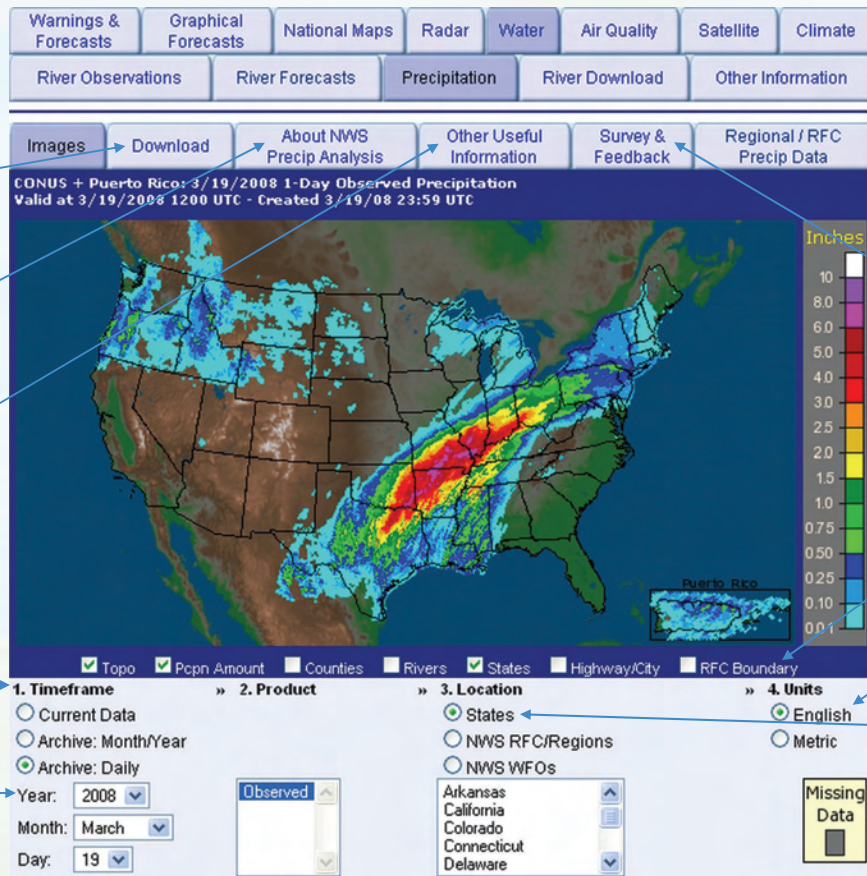 Warnings & Forecasts
Graphical Forecasts
National Maps
Radar
Water
Air Quality
Satellite
Climate
River Observations
River Forecasts
Precipitation
River Download
Other Information
Images
Download
About NWS Precip Analysis
Other Useful Information
Survey & Feedback
Regional / RFC Precip Data
CONUS + Puerto Rico: 3/19/2008 1-Day Observed Precipitation
Valid at 3/19/2008 1200 UTC - Created 3/19/08 23:59 UTC
Inches
10
8.0
6.0
5.0
4.0
3.0
2.5
2.0
1.5
1.0
0.75
0.50
0.25
0.10
0.01
Puerto Rico
Topo
Pcpn Amount
Counties
Rivers
States
Highway/City
RFC Boundary
1. Timeframe » 2. Product » 3. Location » 4. Units
Current Data
Archive: Month/Year
Archive: Daily
Year: 2008
Month: March
Day: 19
Observed
States
NWS RFC/Regions
NWS WFOs
Arkansas
California
Colorado
Connecticut
Delaware
English
Metric
Missing
Data